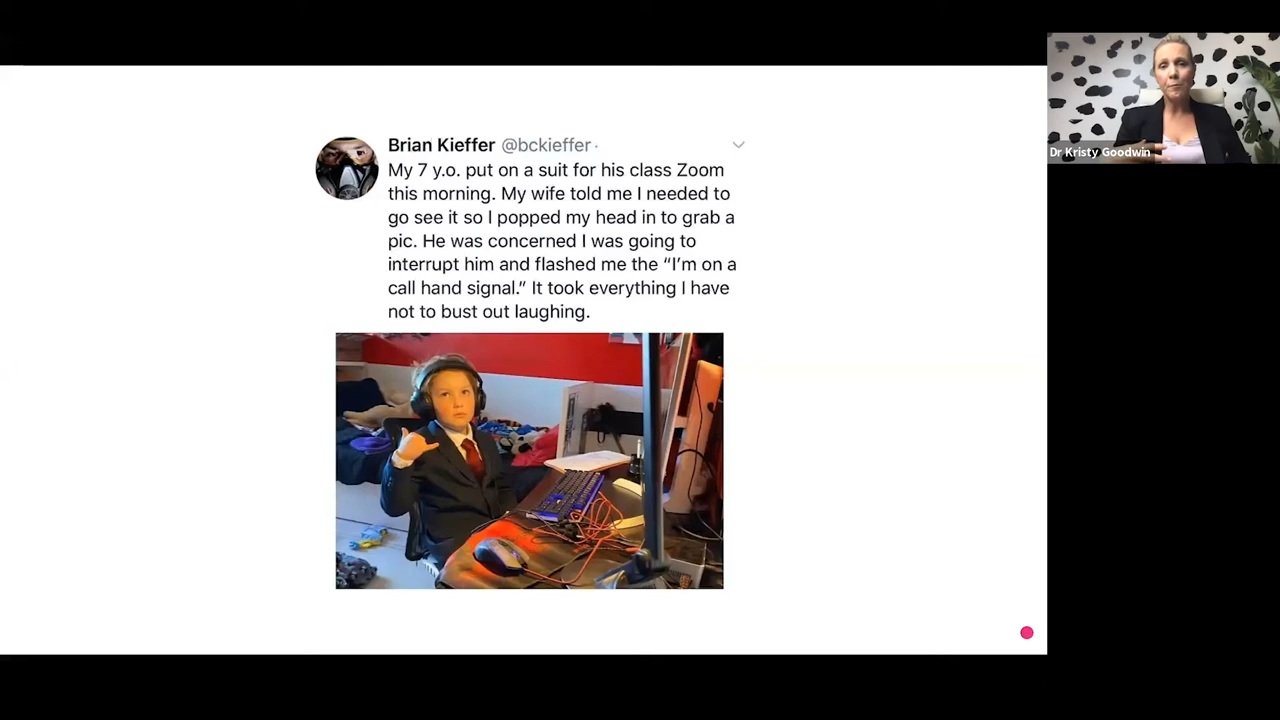 Brian Kieffer @bckieffer·
My 7 y.o. put on a suit for his class Zoom
this morning. My wife told me I needed to
go see it so I popped my head in to grab a
pic. He was concerned I was going to
interrupt him and flashed me the “I’m on a
call hand signal.” It took everything I have
not to bust out laughing.
Dr Kristy Goodwin